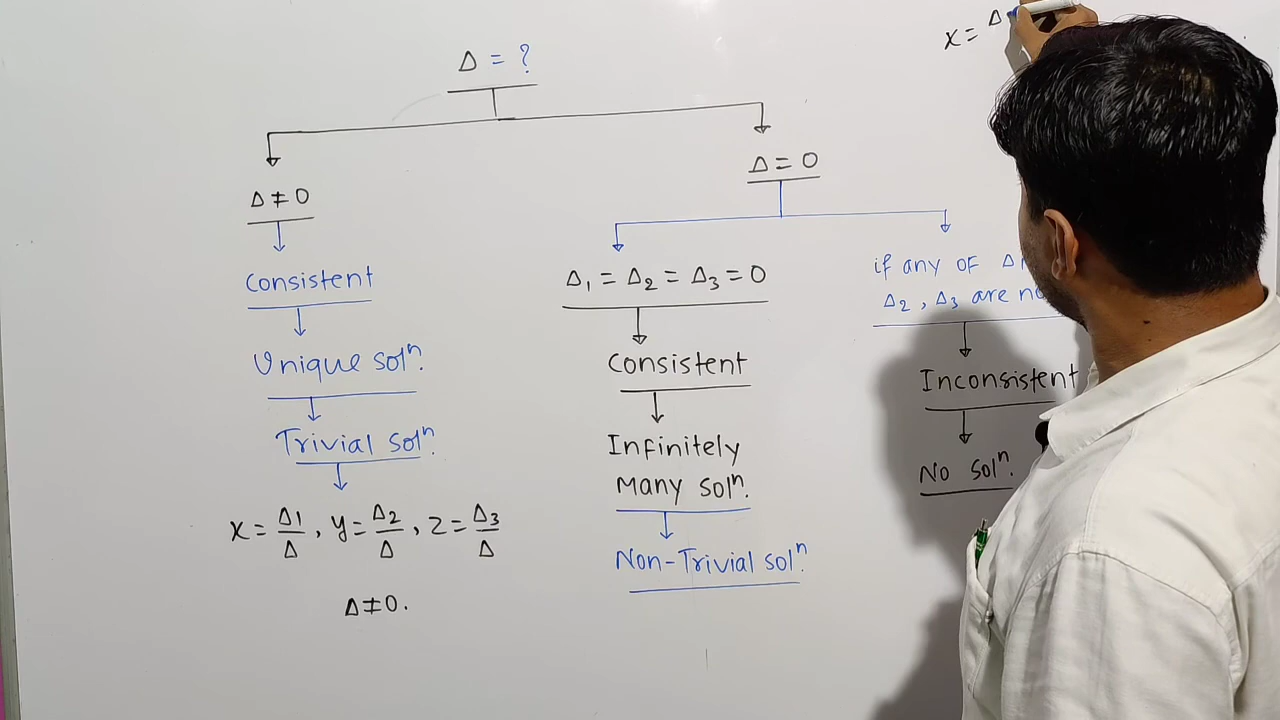 Δ = ?
x = Δ
Δ ≠ 0
Consistent
Unique solⁿ.
Trivial solⁿ.
x = Δ1/Δ , y = Δ₂/Δ , z = Δ₃/Δ
Δ ≠ 0.
Δ = 0
Δ₁ = Δ₂ = Δ₃ = 0
Consistent
Infinitely
Many solⁿ.
Non-Trivial solⁿ.
if any of Δ
Δ₂ , Δ₃ are
Inconsistent
No solⁿ.